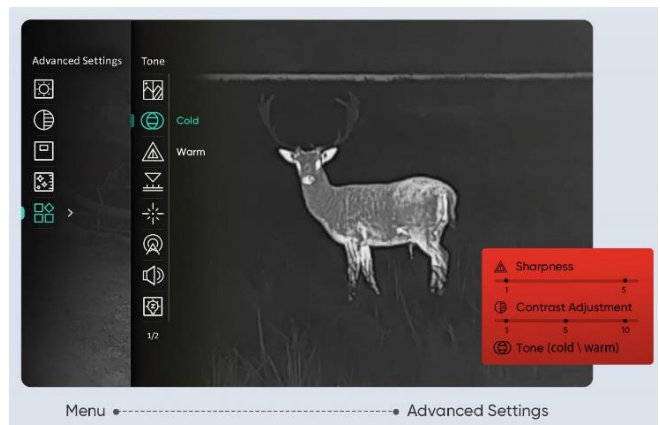 Advanced Settings
Tone
Cold
Warm
1/2
Sharpness
1 5
Contrast Adjustment
1 5 10
Tone (cold \ warm)
Menu
Advanced Settings